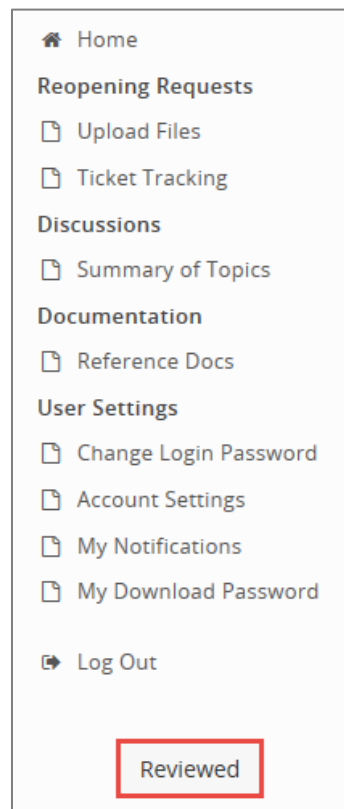 Home
Reopening Requests
Upload Files
Ticket Tracking
Discussions
Summary of Topics
Documentation
Reference Docs
User Settings
Change Login Password
Account Settings
My Notifications
My Download Password
Log Out
Reviewed